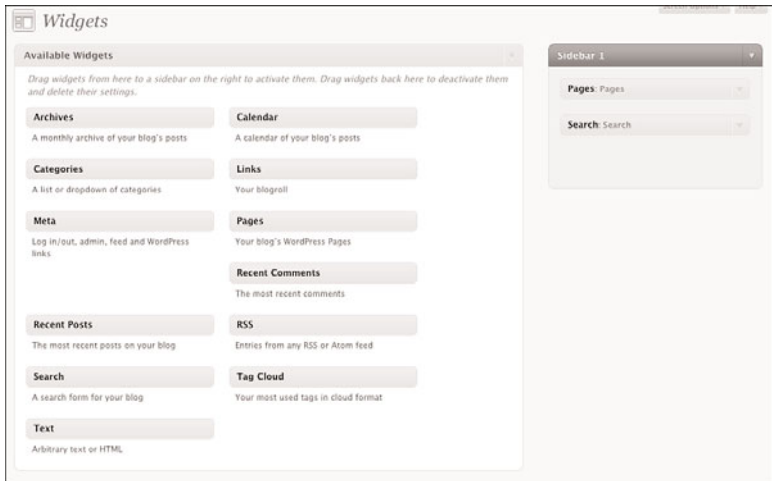 Screen Options
Help
Widgets
Available Widgets
Drag widgets from here to a sidebar on the right to activate them. Drag widgets back here to deactivate them
and delete their settings.
Archives
A monthly archive of your blog's posts
Calendar
A calendar of your blog's posts
Categories
A list or dropdown of categories
Links
Your blogroll
Meta
Log in/out, admin, feed and WordPress
links
Pages
Your blog's WordPress Pages
Recent Comments
The most recent comments
Recent Posts
The most recent posts on your blog
RSS
Entries from any RSS or Atom feed
Search
A search form for your blog
Tag Cloud
Your most used tags in cloud format
Text
Arbitrary text or HTML
Sidebar 1
Pages: Pages
Search: Search